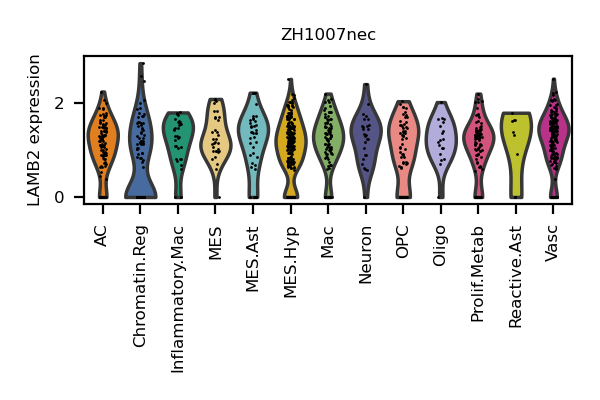 ZH1007nec
LAMB2 expression
2
0
AC
Chromatin.Reg
Inflammatory.Mac
MES
MES.Ast
MES.Hyp
Mac
Neuron
OPC
Oligo
Prolif.Metab
Reactive.Ast
Vasc